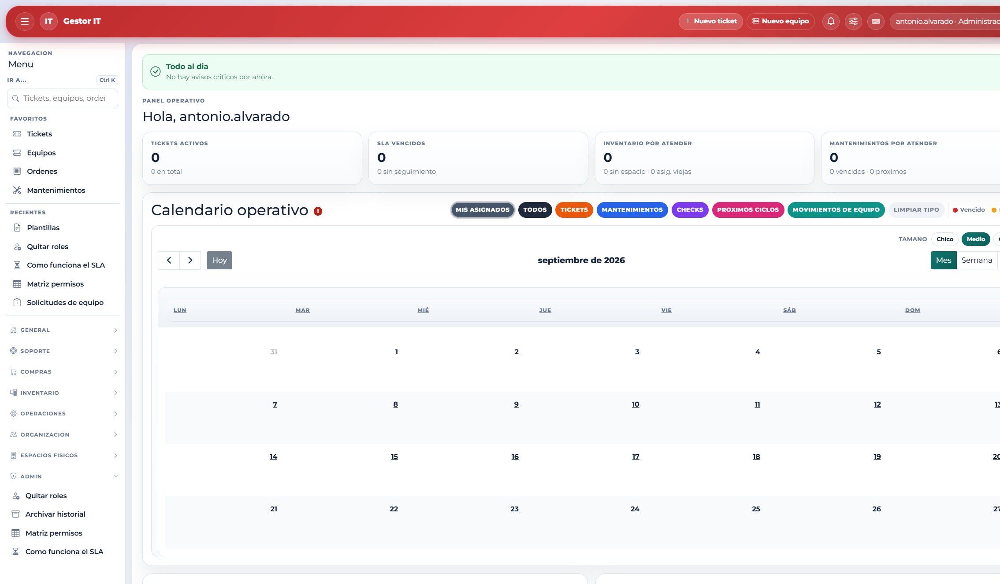 IT Gestor IT
+ Nuevo ticket
Nuevo equipo
antonio.alvarado · Administrad
NAVEGACION
Menu
IR A...
Ctrl K
Tickets, equipos, order
FAVORITOS
Tickets
Equipos
Ordenes
Mantenimientos
RECIENTES
Plantillas
Quitar roles
Como funciona el SLA
Matriz permisos
Solicitudes de equipo
GENERAL
SOPORTE
COMPRAS
INVENTARIO
OPERACIONES
ORGANIZACION
ESPACIOS FISICOS
ADMIN
Quitar roles
Archivar historial
Matriz permisos
Como funciona el SLA
Todo al dia
No hay avisos criticos por ahora.
PANEL OPERATIVO
Hola, antonio.alvarado
TICKETS ACTIVOS
0
0 en total
SLA VENCIDOS
0
0 sin seguimiento
INVENTARIO POR ATENDER
0
0 sin espacio · 0 asig. viejas
MANTENIMIENTOS POR ATENDER
0
0 vencidos · 0 proximos
Calendario operativo
MIS ASIGNADOS
TODOS
TICKETS
MANTENIMIENTOS
CHECKS
PROXIMOS CICLOS
MOVIMIENTOS DE EQUIPO
LIMPIAR TIPO
Vencido
TAMANO
Chico
Medio
Hoy
septiembre de 2026
Mes
Semana
LUN MAR MIÉ JUE VIE SÁB DOM
31 1 2 3 4 5 6
7 8 9 10 11 12 13
14 15 16 17 18 19 20
21 22 23 24 25 26 27